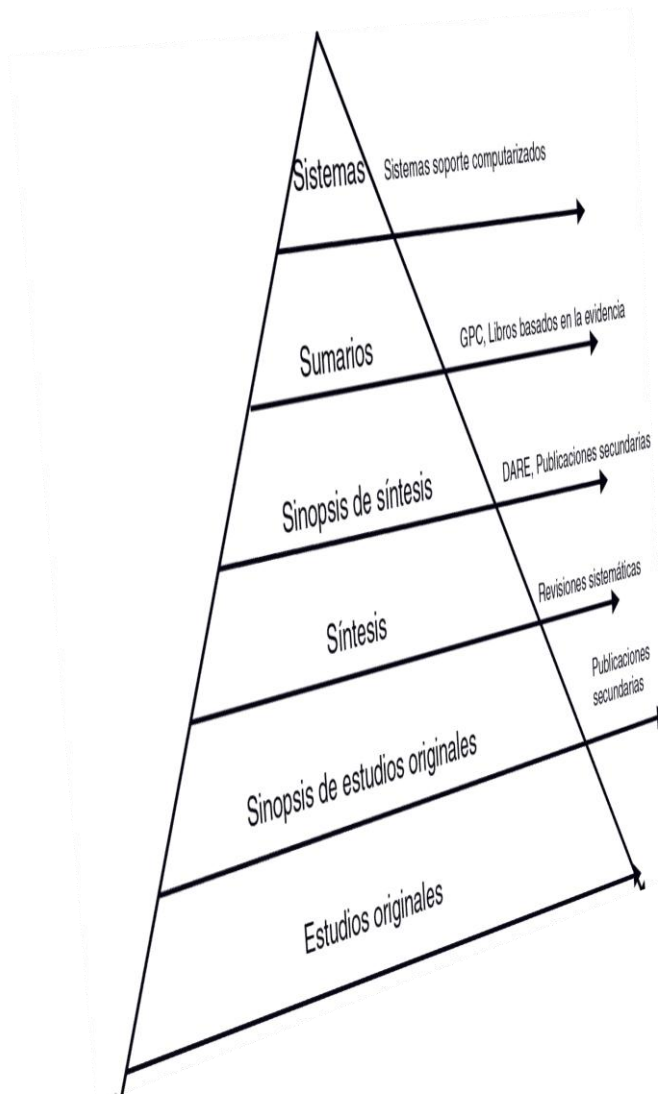 Sistemas
Sistemas soporte computarizados
Sumarios
GPC, Libros basados en la evidencia
Sinopsis de síntesis
DARE, Publicaciones secundarias
Síntesis
Revisiones sistemáticas
Sinopsis de estudios originales
Publicaciones
secundarias
Estudios originales